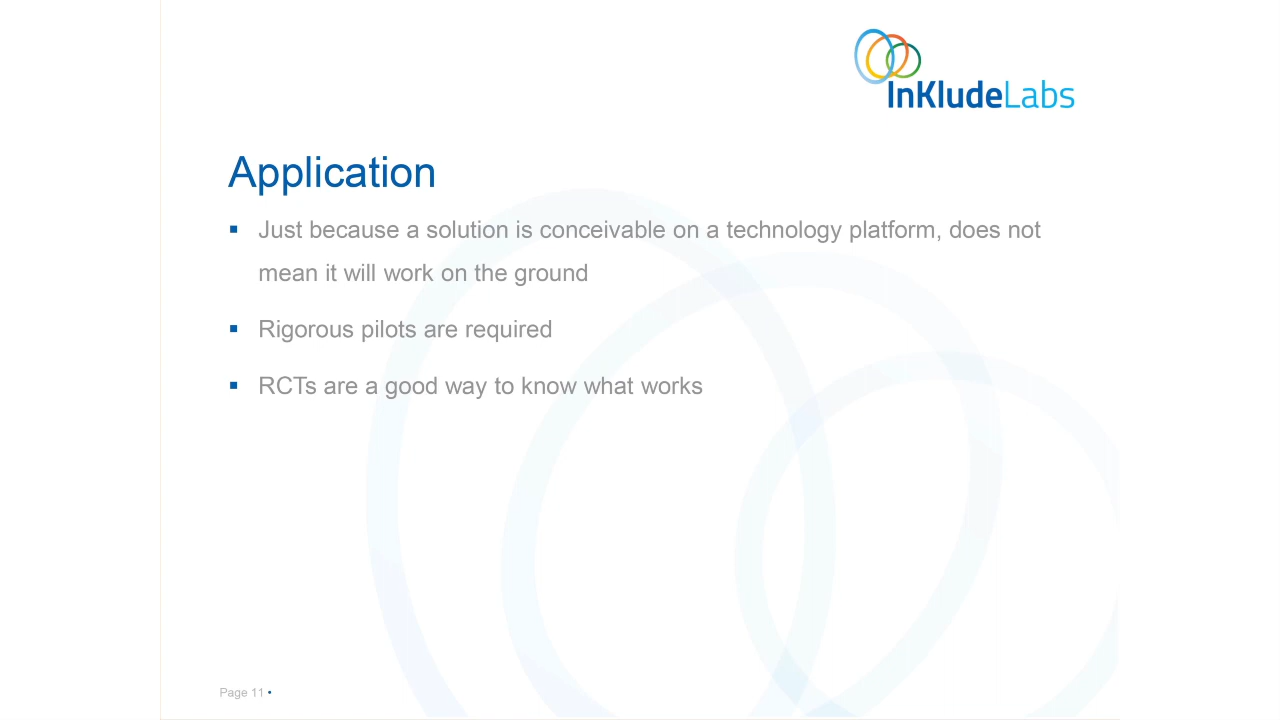 InKludeLabs
Application
▪ Just because a solution is conceivable on a technology platform, does not
mean it will work on the ground
▪ Rigorous pilots are required
▪ RCTs are a good way to know what works
Page 11 •